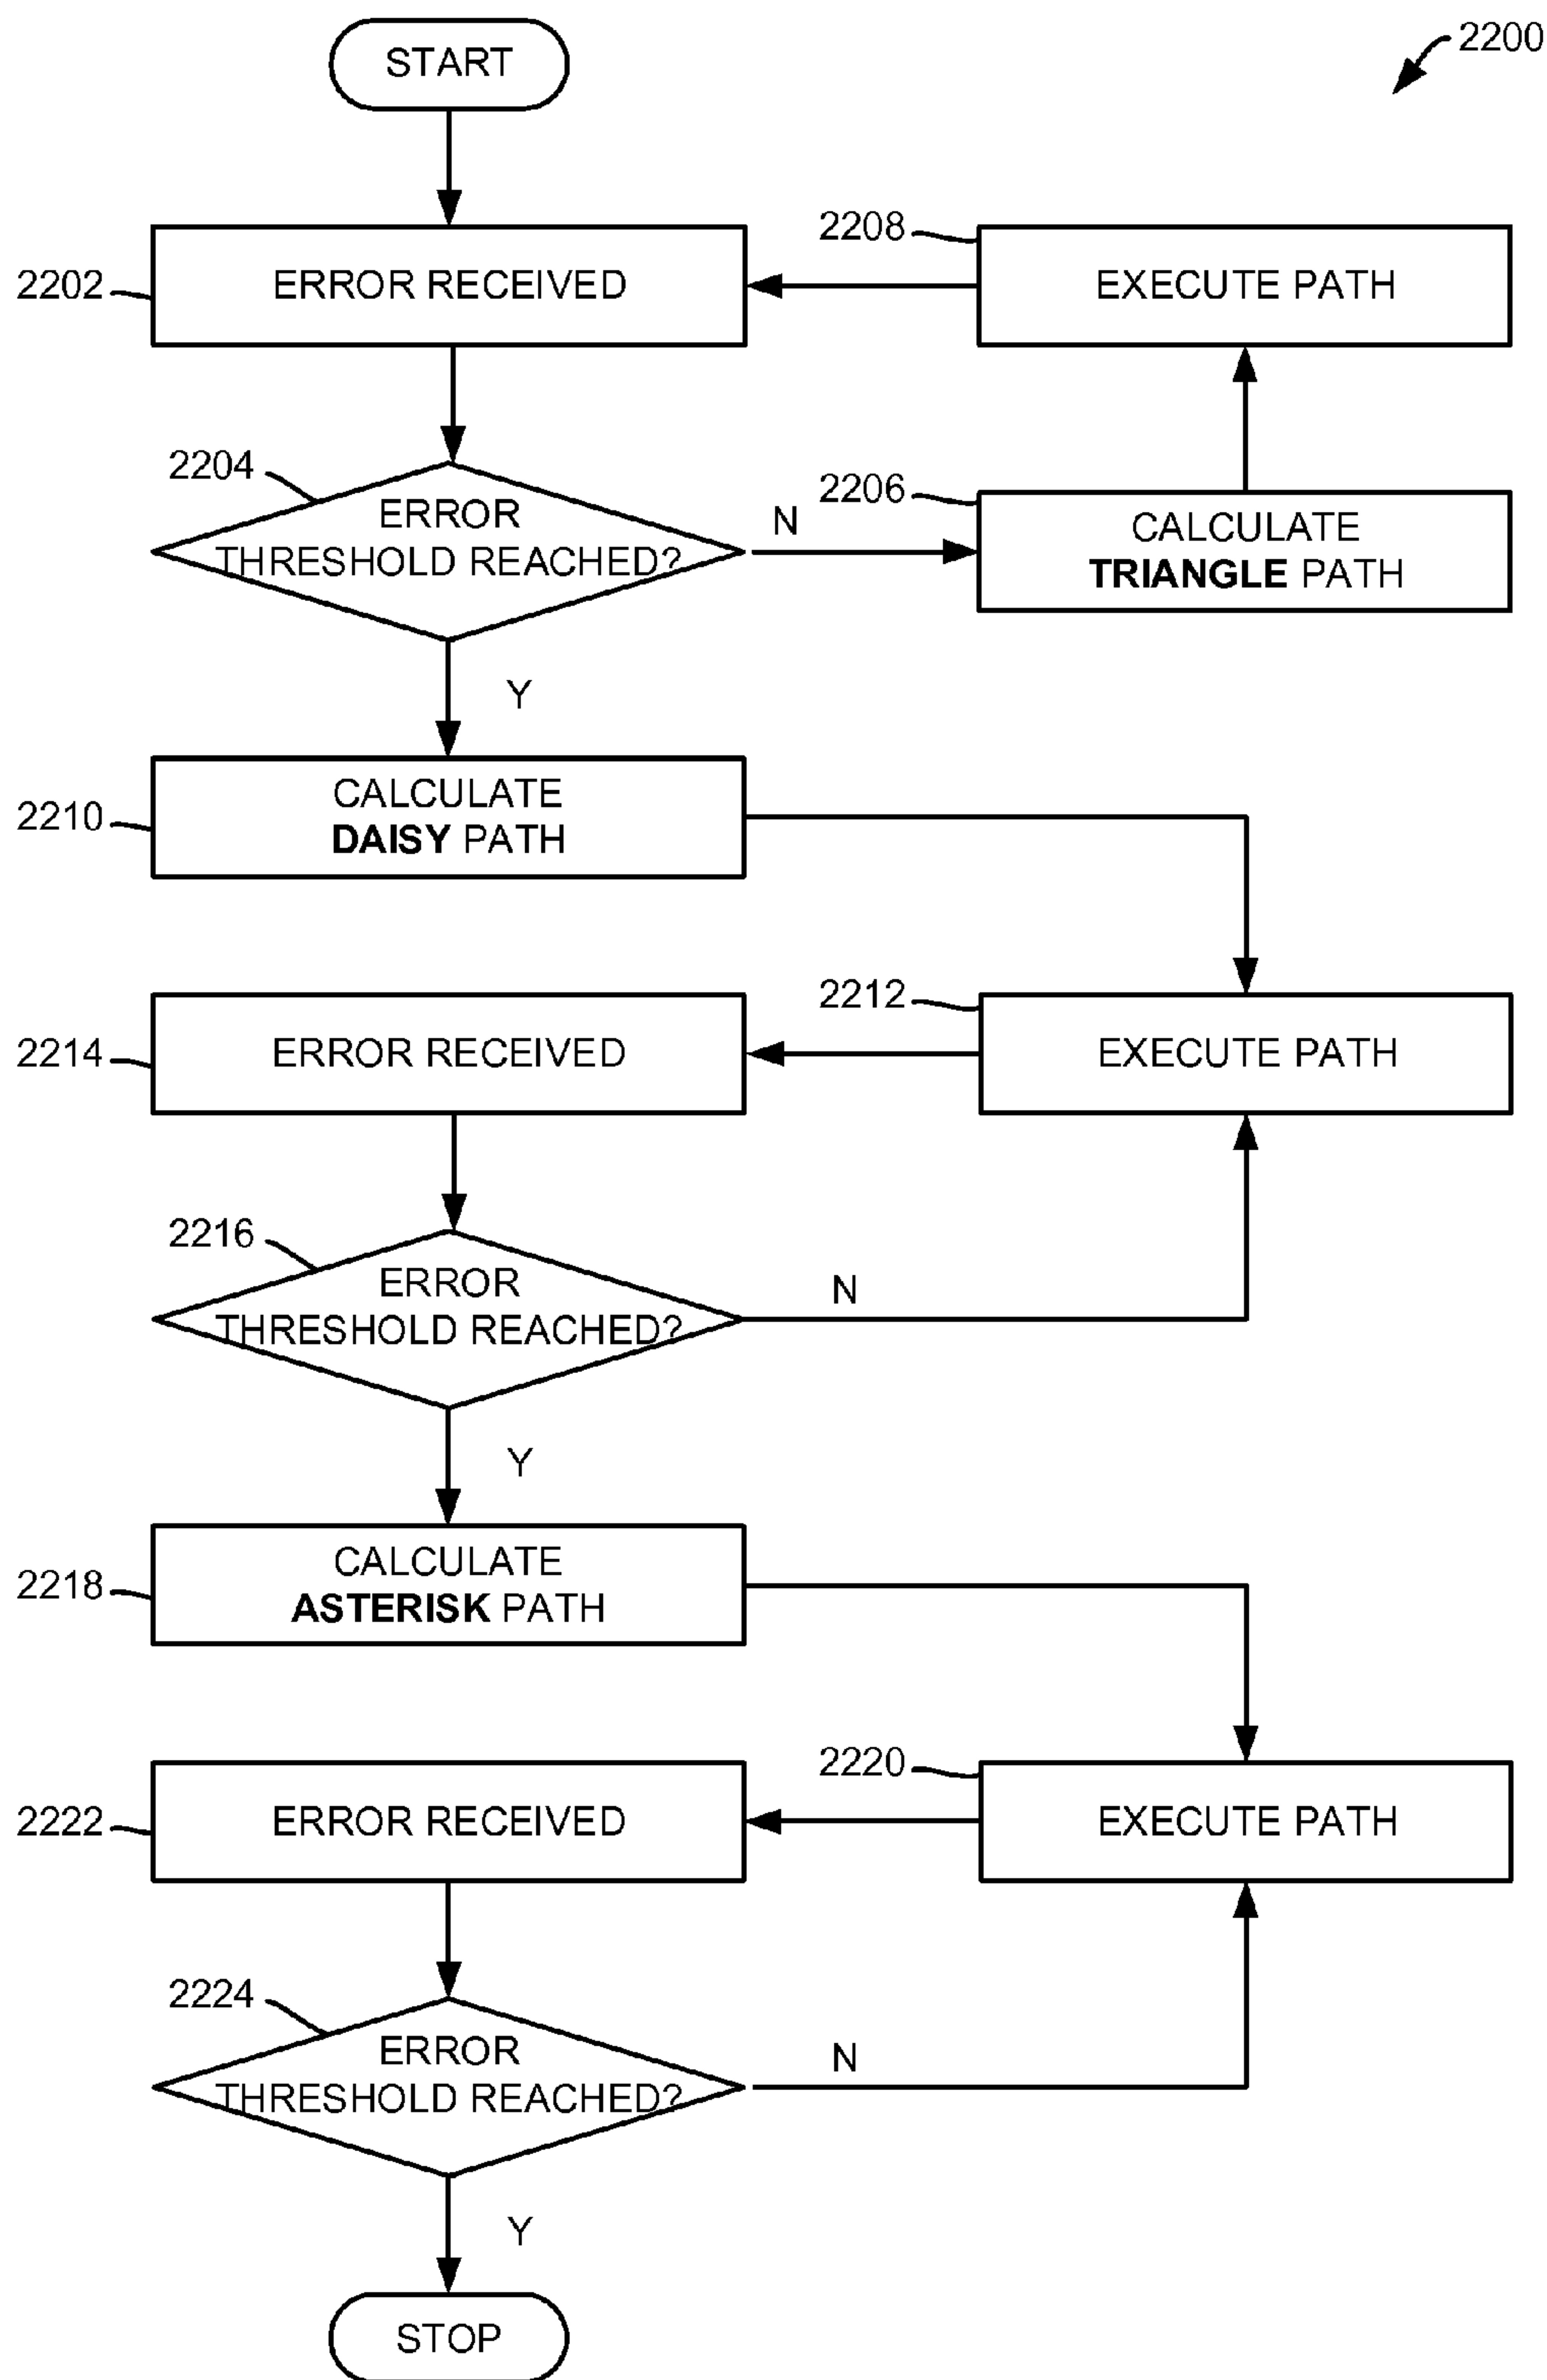 START
2200
2202
ERROR RECEIVED
2208
EXECUTE PATH
2204
ERROR
THRESHOLD REACHED?
N
2206
CALCULATE
TRIANGLE PATH
Y
2210
CALCULATE
DAISY PATH
2214
ERROR RECEIVED
2212
EXECUTE PATH
2216
ERROR
THRESHOLD REACHED?
N
Y
2218
CALCULATE
ASTERISK PATH
2222
ERROR RECEIVED
2220
EXECUTE PATH
2224
ERROR
THRESHOLD REACHED?
N
Y
STOP